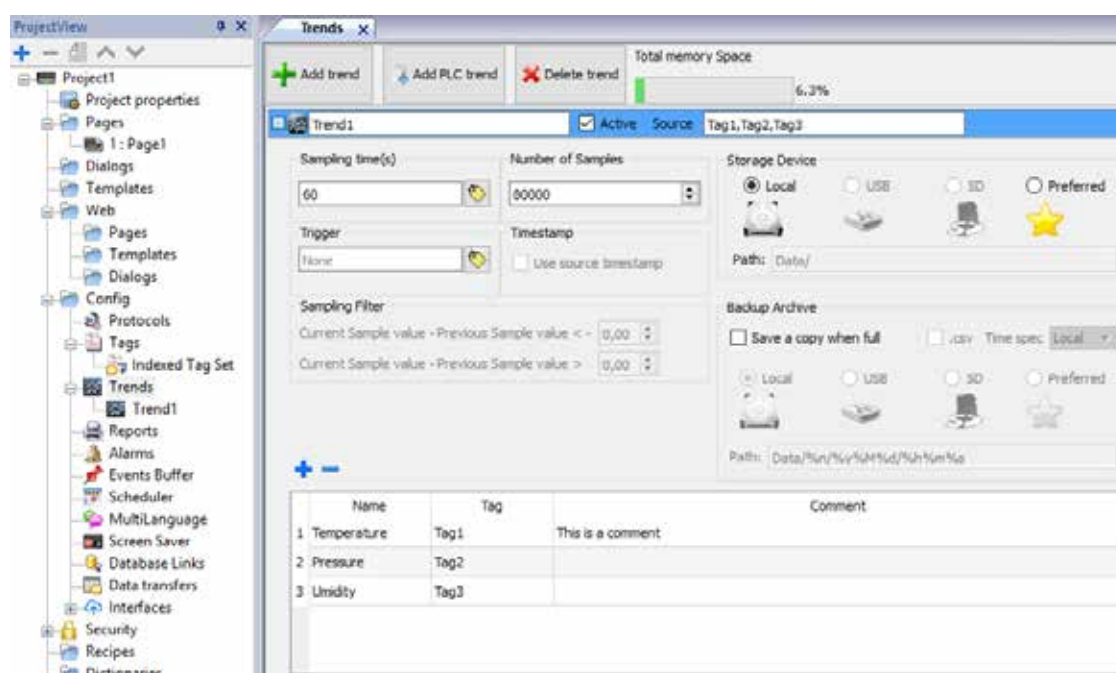 ProjectView
Project1
Project properties
Pages
1 : Page1
Dialogs
Templates
Web
Pages
Templates
Dialogs
Config
Protocols
Tags
Indexed Tag Set
Trends
Trend1
Reports
Alarms
Events Buffer
Scheduler
MultiLanguage
Screen Saver
Database Links
Data transfers
Interfaces
Security
Recipes
Dictionaries
Trends x
Add trend
Add PLC trend
Delete trend
Total memory Space
6.3%
Trend1
Active
Source
Tag1,Tag2,Tag3
Sampling time(s)
60
Number of Samples
80000
Storage Device
Local
USB
SD
Preferred
Path: Data/
Trigger
None
Timestamp
Use source timestamp
Sampling Filter
Current Sample value - Previous Sample value < - 0,00
Current Sample value - Previous Sample value > 0,00
Backup Archive
Save a copy when full
.csv
Time spec
Local
Local
USB
SD
Preferred
Name Tag Comment
1 Temperature Tag1 This is a comment
2 Pressure Tag2
3 Umidity Tag3